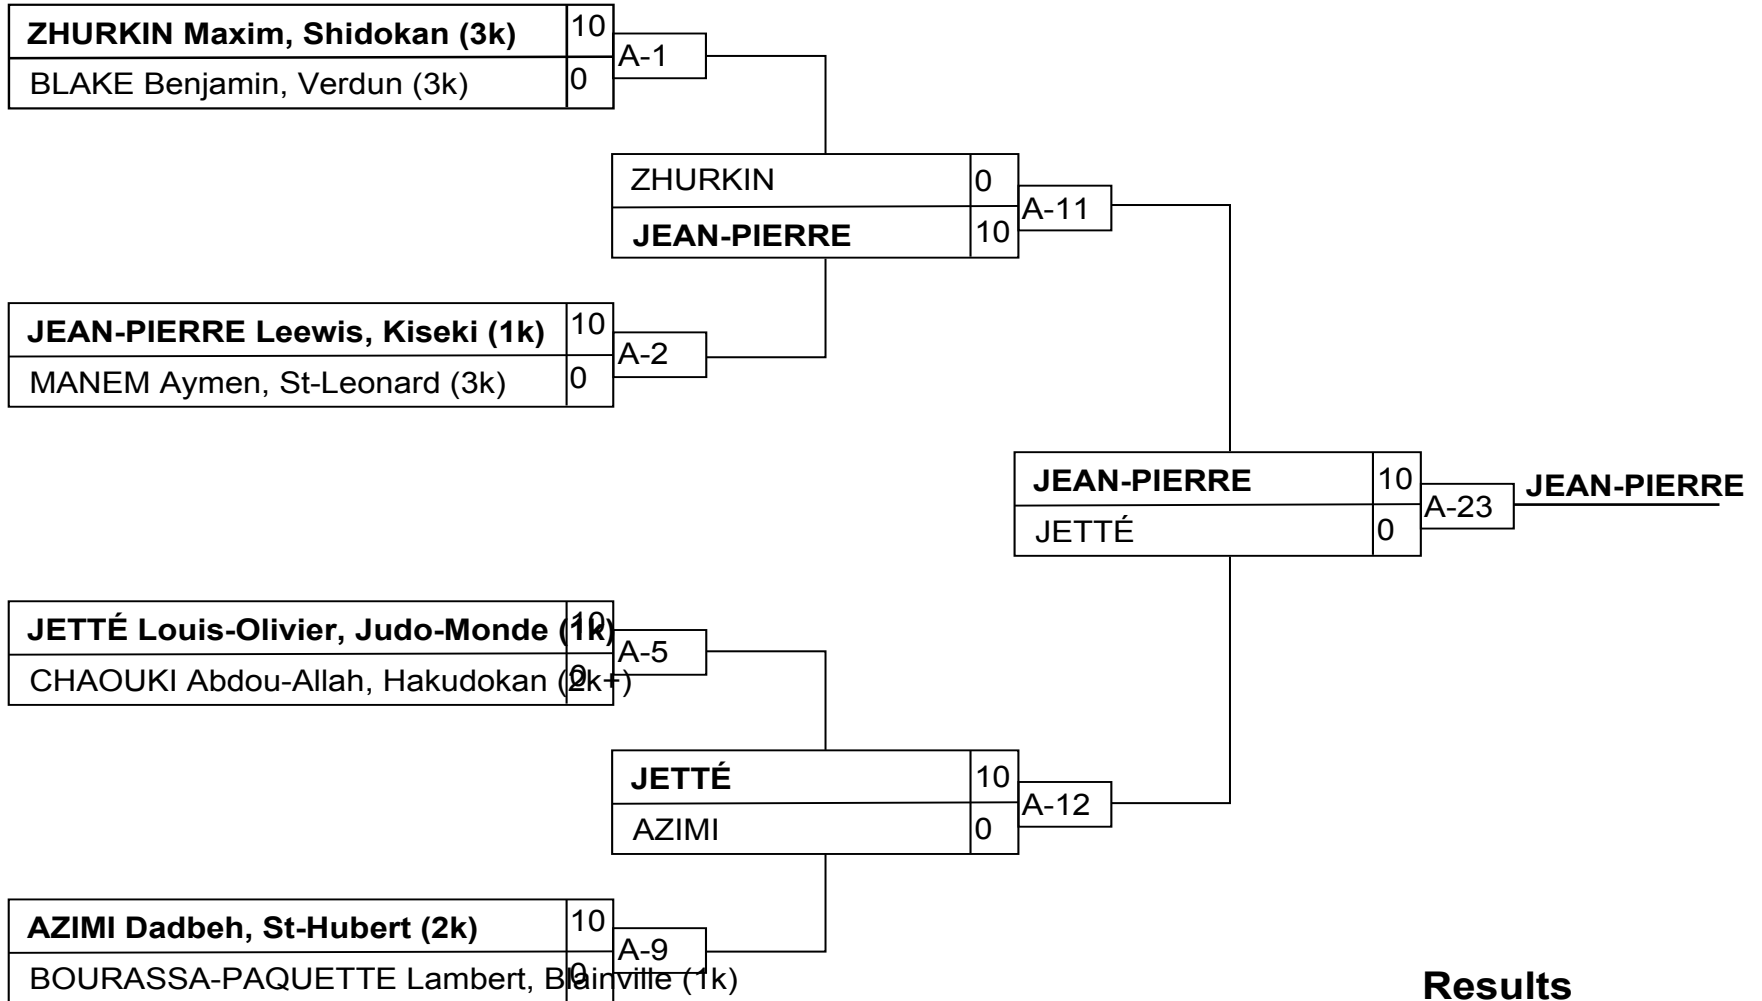 ZHURKIN Maxim, Shidokan (3k) 10
A-1
BLAKE Benjamin, Verdun (3k) 0
ZHURKIN 0
A-11
JEAN-PIERRE 10
JEAN-PIERRE Leewis, Kiseki (1k) 10
A-2
MANEM Aymen, St-Leonard (3k) 0
JEAN-PIERRE 10
A-23 JEAN-PIERRE
JETTÉ 0
JETTÉ Louis-Olivier, Judo-Monde (1k) 10
A-5
CHAOUKI Abdou-Allah, Hakudokan (2k+) 0
JETTÉ 10
A-12
AZIMI 0
AZIMI Dadbeh, St-Hubert (2k) 10
A-9
BOURASSA-PAQUETTE Lambert, Blainville (1k) 0
Results